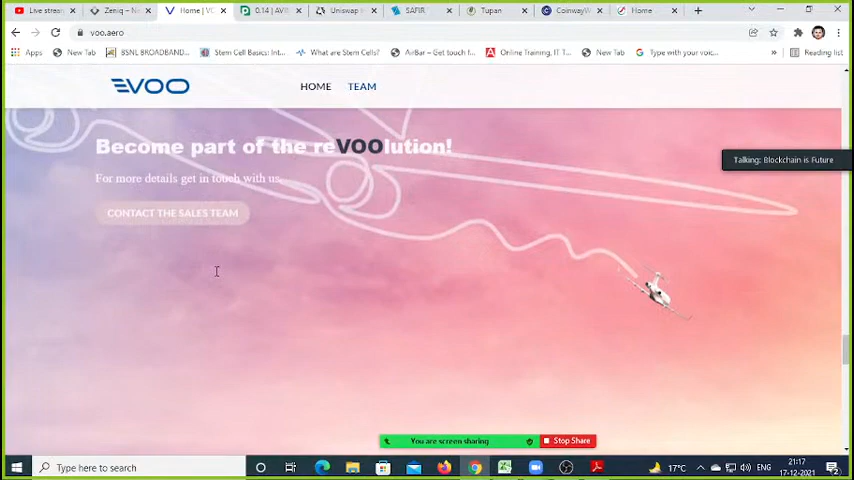 Live strea
Zeniq – N
Home | VO
0.14 | AVI
Uniswap
SAFIR
Tupan
CoinwayW
Home
voo.aero
Apps
New Tab
BSNL BROADBAND...
Stem Cell Basics: Int...
What are Stem Cells?
AirBar – Get touch f...
Online Training, IT T...
New Tab
Type with your voic...
Reading list
VOO
HOME
TEAM
Become part of the reVOOlution!
For more details get in touch with us.
CONTACT THE SALES TEAM
Talking: Blockchain is Future
You are screen sharing
Stop Share
Type here to search
17°C
ENG
21:17
17-12-2021